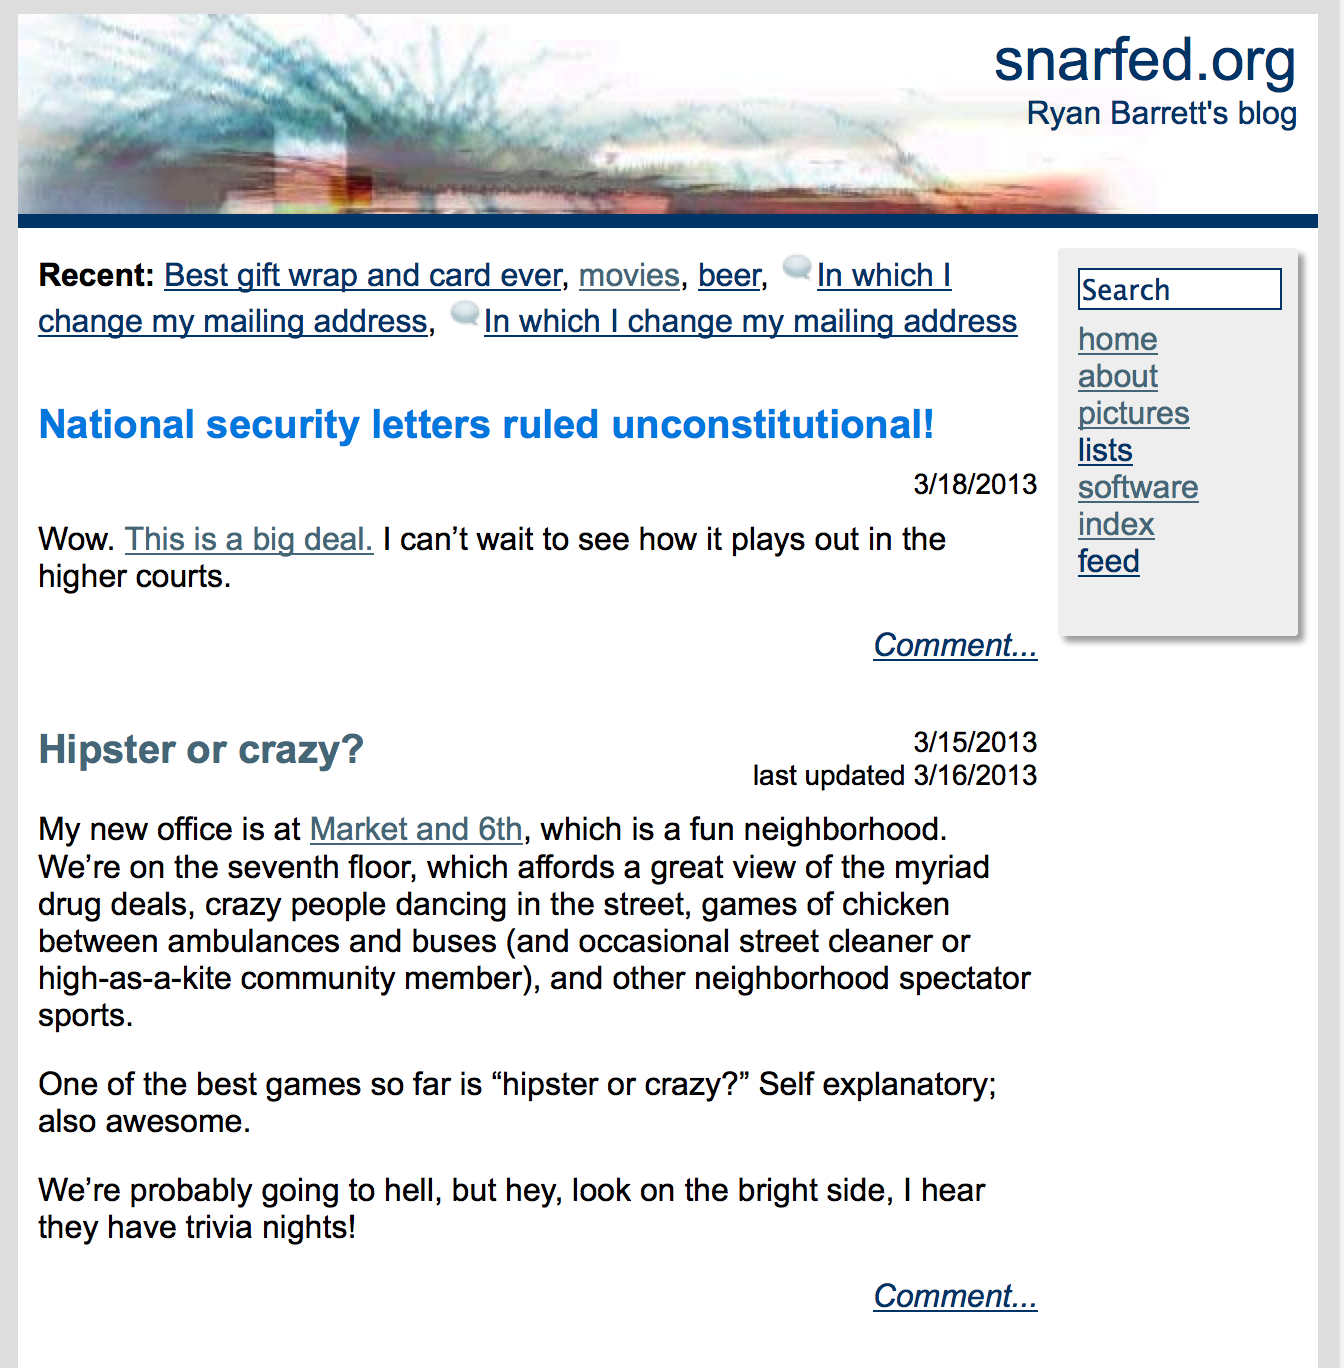 snarfed.org
Ryan Barrett's blog
Recent: Best gift wrap and card ever, movies, beer, In which I
change my mailing address, In which I change my mailing address
Search
home
about
pictures
lists
software
index
feed
National security letters ruled unconstitutional!
3/18/2013
Wow. This is a big deal. I can’t wait to see how it plays out in the
higher courts.
Comment...
Hipster or crazy?
3/15/2013
last updated 3/16/2013
My new office is at Market and 6th, which is a fun neighborhood.
We’re on the seventh floor, which affords a great view of the myriad
drug deals, crazy people dancing in the street, games of chicken
between ambulances and buses (and occasional street cleaner or
high-as-a-kite community member), and other neighborhood spectator
sports.
One of the best games so far is “hipster or crazy?” Self explanatory;
also awesome.
We’re probably going to hell, but hey, look on the bright side, I hear
they have trivia nights!
Comment...